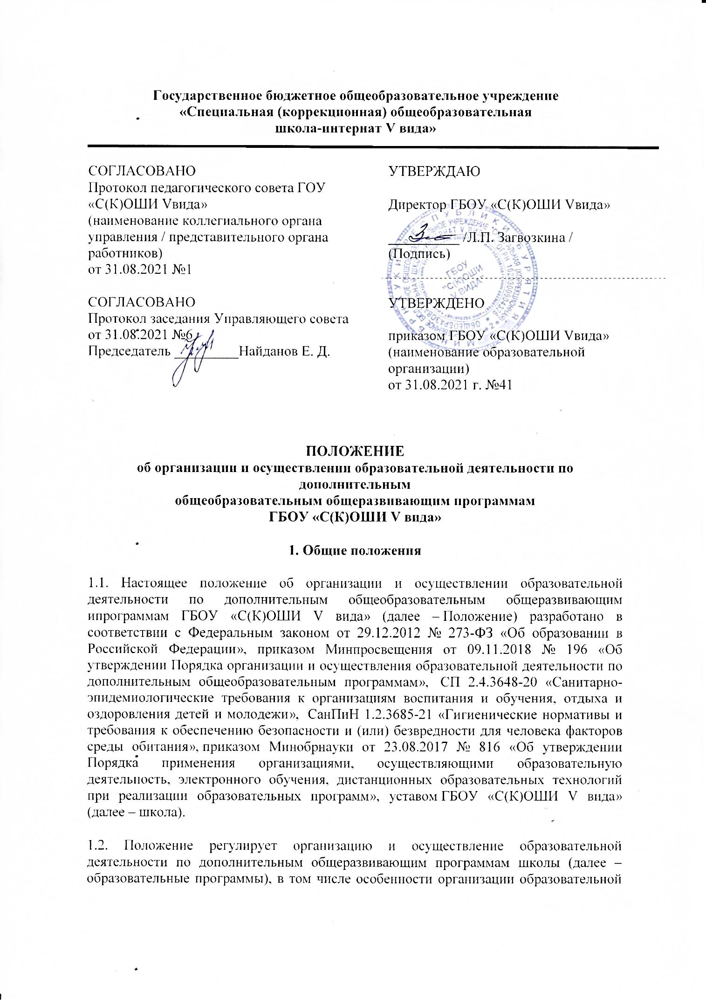 Государственное бюджетное общеобразовательное учреждение
«Специальная (коррекционная) общеобразовательная
школа-интернат V вида»
СОГЛАСОВАНО
Протокол педагогического совета ГОУ
«С(К)ОШИ Vвида»
(наименование коллегиального органа
управления / представительного органа
работников)
от 31.08.2021 №1
СОГЛАСОВАНО
Протокол заседания Управляющего совета
от 31.08.2021 №6
Председатель _________Найданов Е. Д.
УТВЕРЖДАЮ
Директор ГБОУ «С(К)ОШИ Vвида»
__________ /Л.П. Загвозкина /
(Подпись)
ГБОУ
"С(К)ОШИ
V ВИДА"
УТВЕРЖДЕНО
приказом ГБОУ «С(К)ОШИ Vвида»
(наименование образовательной
организации)
от 31.08.2021 г. №41
ПОЛОЖЕНИЕ
об организации и осуществлении образовательной деятельности по
дополнительным
общеобразовательным общеразвивающим программам
ГБОУ «С(К)ОШИ V вида»
1. Общие положения
1.1. Настоящее положение об организации и осуществлении образовательной
деятельности по дополнительным общеобразовательным общеразвивающим
ипрограммам ГБОУ «С(К)ОШИ V вида» (далее – Положение) разработано в
соответствии с Федеральным законом от 29.12.2012 № 273-ФЗ «Об образовании в
Российской Федерации», приказом Минпросвещения от 09.11.2018 № 196 «Об
утверждении Порядка организации и осуществления образовательной деятельности по
дополнительным общеобразовательным программам», СП 2.4.3648-20 «Санитарно-
эпидемиологические требования к организациям воспитания и обучения, отдыха и
оздоровления детей и молодежи», СанПиН 1.2.3685-21 «Гигиенические нормативы и
требования к обеспечению безопасности и (или) безвредности для человека факторов
среды обитания», приказом Минобрнауки от 23.08.2017 № 816 «Об утверждении
Порядка применения организациями, осуществляющими образовательную
деятельность, электронного обучения, дистанционных образовательных технологий
при реализации образовательных программ», уставом ГБОУ «С(К)ОШИ V вида»
(далее – школа).
1.2. Положение регулирует организацию и осуществление образовательной
деятельности по дополнительным общеразвивающим программам школы (далее –
образовательные программы), в том числе особенности организации образовательной